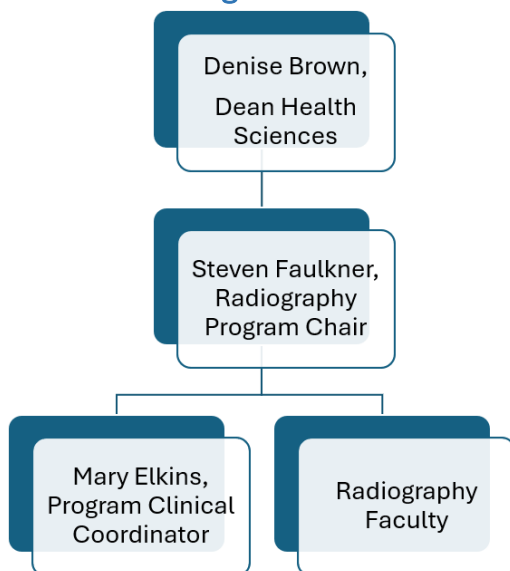 Denise Brown,
Dean Health
Sciences
Steven Faulkner,
Radiography
Program Chair
Mary Elkins,
Program Clinical
Coordinator
Radiography
Faculty